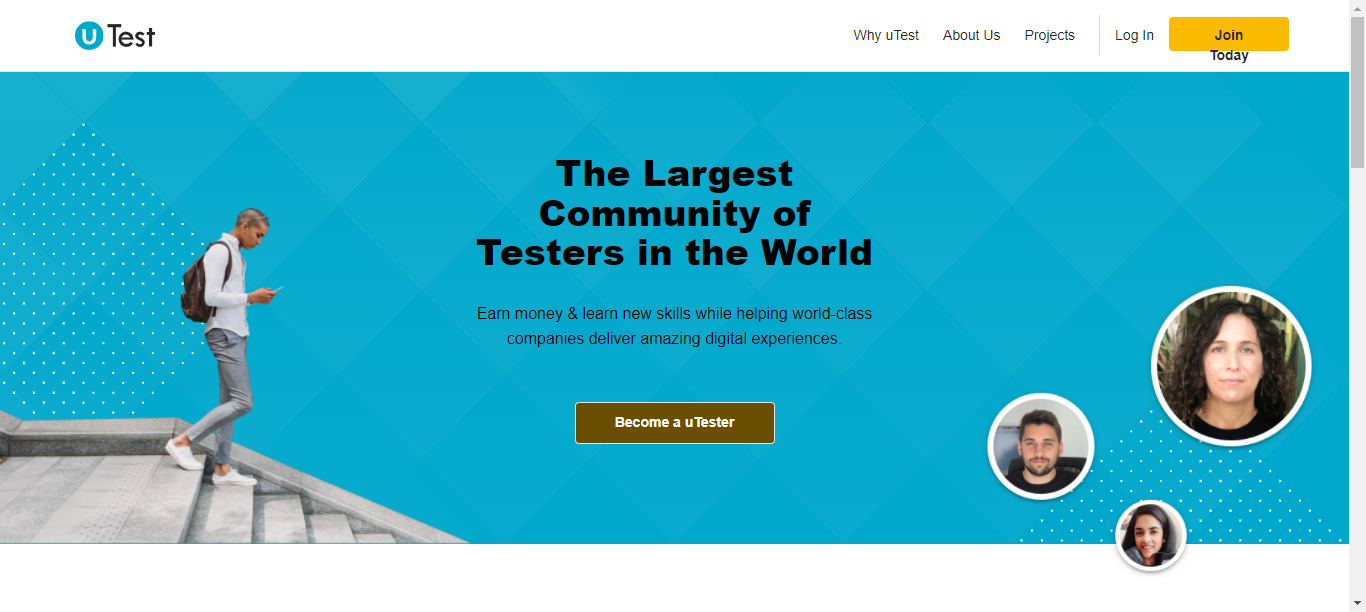 uTest
Why uTest
About Us
Projects
Log In
Join
Today
The Largest
Community of
Testers in the World
Earn money & learn new skills while helping world-class
companies deliver amazing digital experiences.
Become a uTester